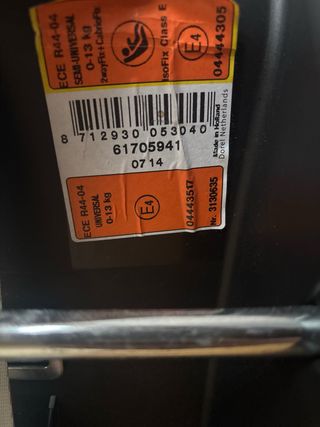 ECE R44-04
SEMI-UNIVERSAL
0-13 kg
2wayFix+CabrioFix
IsoFix Class E
E4
04444305
8 712930 053040
61705941
0714
Made in Holland
Dorel Netherlands
ECE R44-04
UNIVERSAL
0-13 kg
E4
04443517
Nr. 3130635